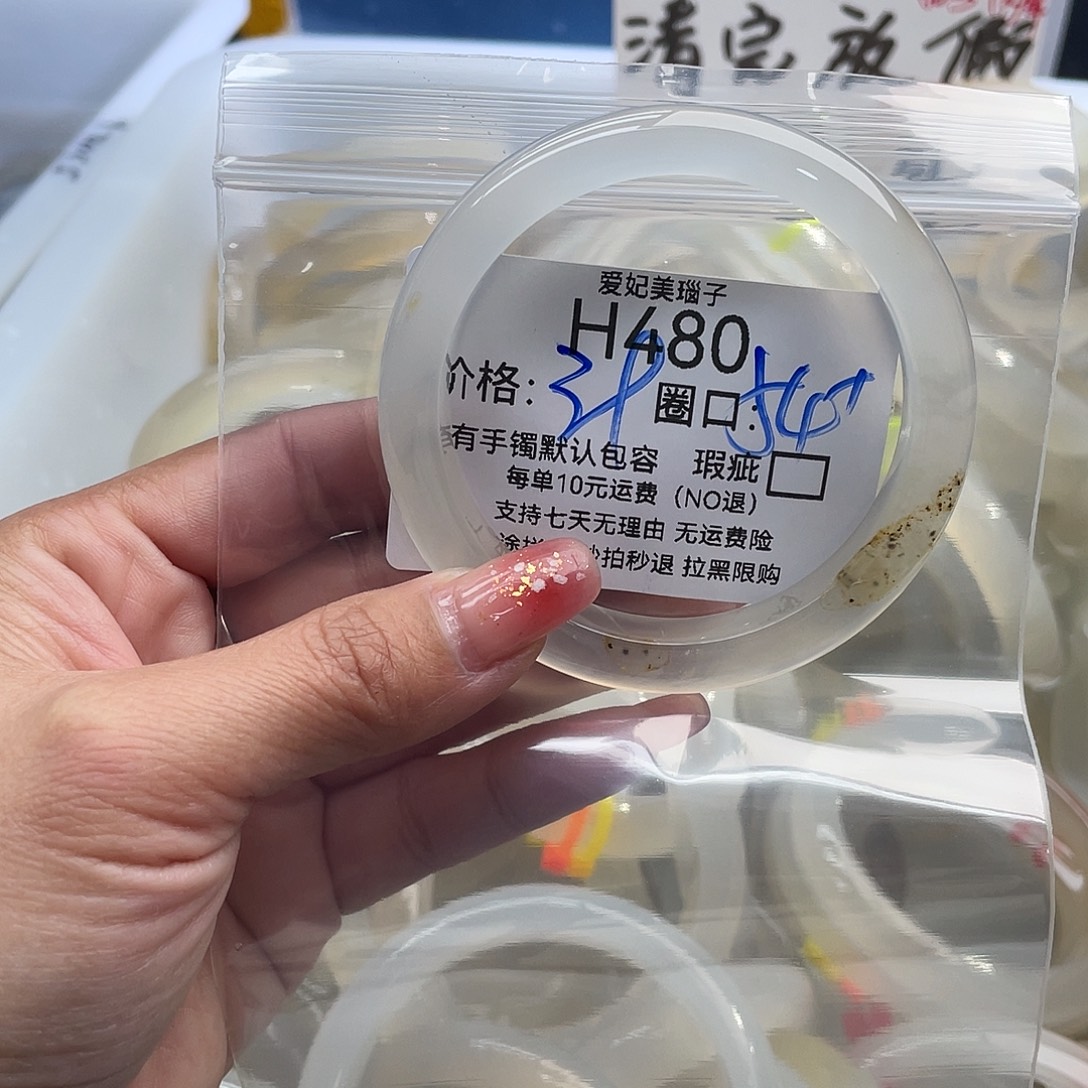 清完放假
爱妃美瑙子
H480
价格: 圈口:
有手镯默认包容 瑕疵
每单10元运费（NO退）
支持七天无理由 无运费险
秒拍秒退 拉黑限购